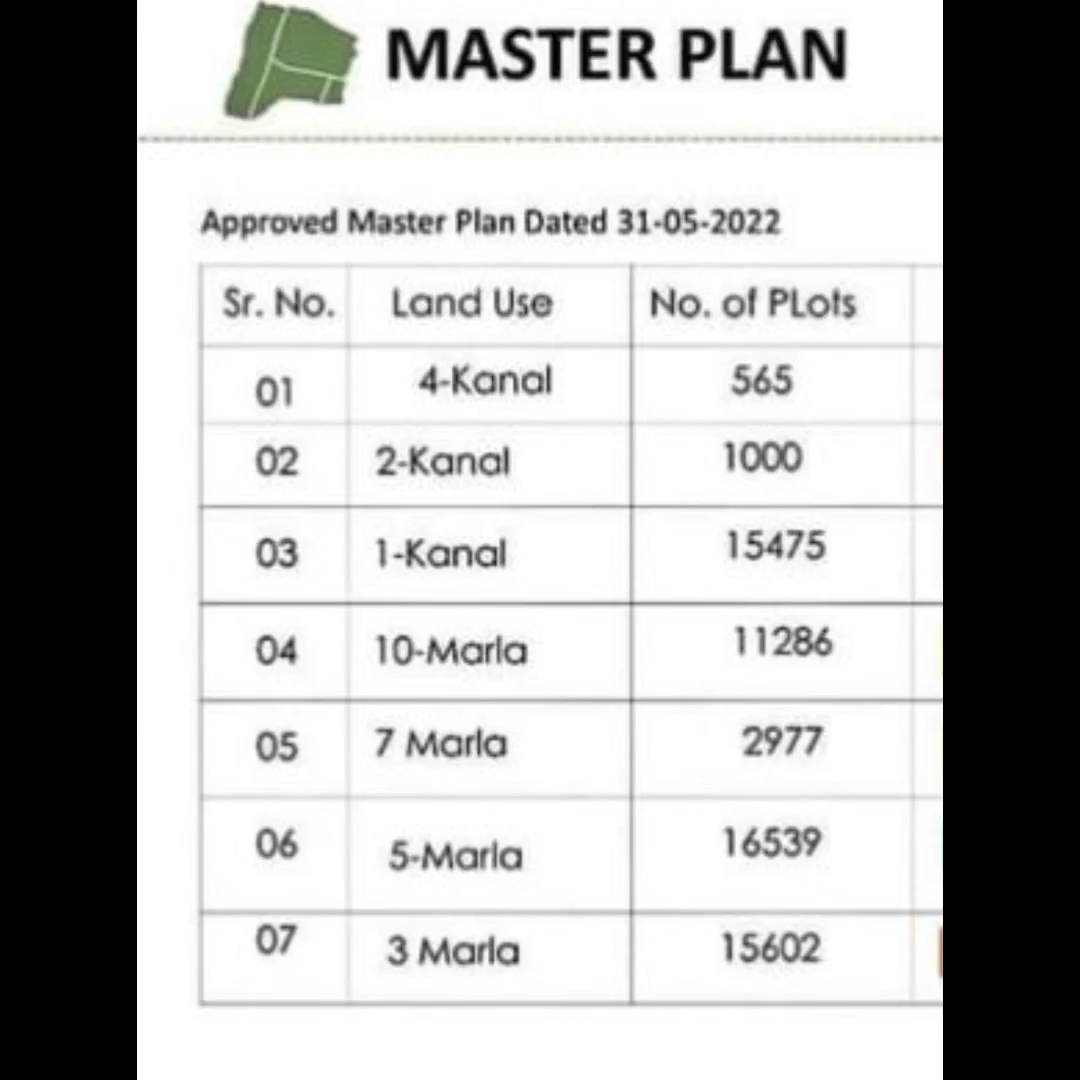 MASTER PLAN
Approved Master Plan Dated 31-05-2022
Sr. No. Land Use No. of PLots
01 4-Kanal 565
02 2-Kanal 1000
03 1-Kanal 15475
04 10-Marla 11286
05 7 Marla 2977
06 5-Marla 16539
07 3 Marla 15602